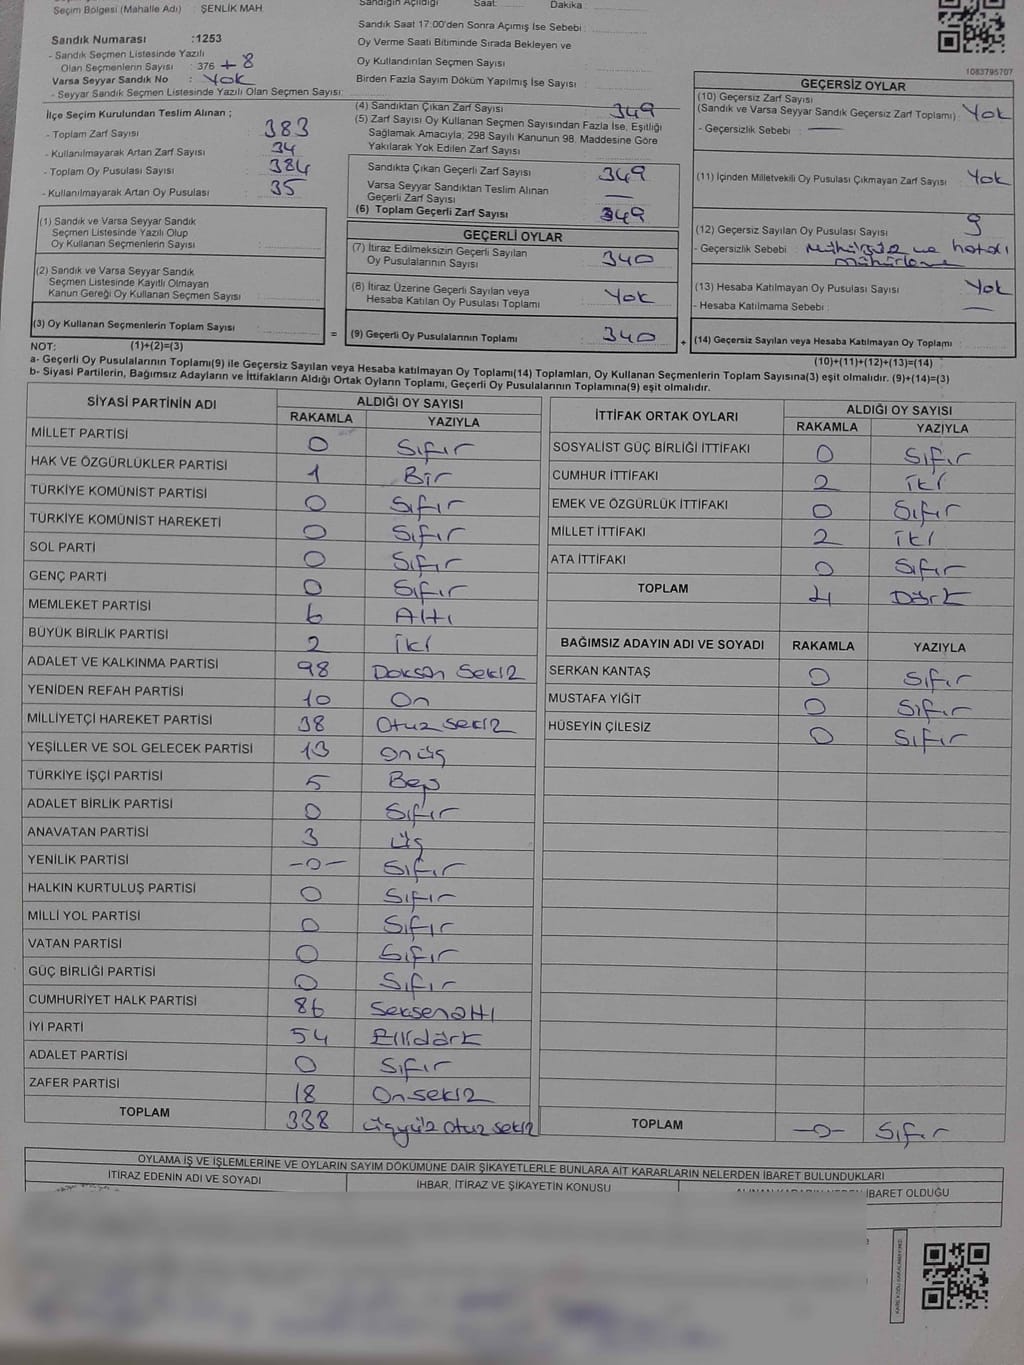 Seçim Bölgesi (Mahalle Adı) : ŞENLİK MAH.
Sandık Numarası :1253
- Sandık Seçmen Listesinde Yazılı
Olan Seçmenlerin Sayısı : 376 + 8
Varsa Seyyar Sandık No : Yok
- Seyyar Sandık Seçmen Listesinde Yazılı Olan Seçmen Sayısı:
İlçe Seçim Kurulundan Teslim Alınan ;
- Toplam Zarf Sayısı : 383
- Kullanılmayarak Artan Zarf Sayısı : 34
- Toplam Oy Pusulası Sayısı : 384
- Kullanılmayarak Artan Oy Pusulası : 35
(1) Sandık ve Varsa Seyyar Sandık
Seçmen Listesinde Yazılı Olup
Oy Kullanan Seçmenlerin Sayısı :
(2) Sandık ve Varsa Seyyar Sandık
Seçmen Listesinde Kayıtlı Olmayan
Kanun Gereği Oy Kullanan Seçmen Sayısı :
(3) Oy Kullanan Seçmenlerin Toplam Sayısı :
Sandığın Açıldığı Saat: Dakika :
Sandık Saat 17:00'den Sonra Açımış İse Sebebi :
Oy Verme Saati Bitiminde Sırada Bekleyen ve
Oy Kullandırılan Seçmen Sayısı :
Birden Fazla Sayım Döküm Yapılmış İse Sayısı :
(4) Sandıktan Çıkan Zarf Sayısı : 349
(5) Zarf Sayısı Oy Kullanan Seçmen Sayısından Fazla İse, Eşitliği
Sağlamak Amacıyla; 298 Sayılı Kanunun 98. Maddesine Göre
Yakılarak Yok Edilen Zarf Sayısı :
Sandıkta Çıkan Geçerli Zarf Sayısı : 349
Varsa Seyyar Sandıktan Teslim Alınan
Geçerli Zarf Sayısı : —
(6) Toplam Geçerli Zarf Sayısı : 349
GEÇERLİ OYLAR
(7) İtiraz Edilmeksizin Geçerli Sayılan
Oy Pusulalarının Sayısı : 340
(8) İtiraz Üzerine Geçerli Sayılan veya
Hesaba Katılan Oy Pusulası Toplamı : Yok
= (9) Geçerli Oy Pusulalarının Toplamı : 340 +
1083795707
GEÇERSİZ OYLAR
(10) Geçersiz Zarf Sayısı
(Sandık ve Varsa Seyyar Sandık Geçersiz Zarf Toplamı) : Yok
- Geçersizlik Sebebi : —
(11) İçinden Milletvekili Oy Pusulası Çıkmayan Zarf Sayısı : Yok
(12) Geçersiz Sayılan Oy Pusulası Sayısı : 9
- Geçersizlik Sebebi : Mühürsüz ve hatalı
mühürleme
(13) Hesaba Katılmayan Oy Pusulası Sayısı : Yok
- Hesaba Katılmama Sebebi : —
(14) Geçersiz Sayılan veya Hesaba Katılmayan Oy Toplamı :
NOT: (1)+(2)=(3) (10)+(11)+(12)+(13)=(14)
a- Geçerli Oy Pusulalarının Toplamı(9) ile Geçersiz Sayılan veya Hesaba katılmayan Oy Toplamı(14) Toplamları, Oy Kullanan Seçmenlerin Toplam Sayısına(3) eşit olmalıdır. (9)+(14)=(3)
b- Siyasi Partilerin, Bağımsız Adayların ve İttifakların Aldığı Ortak Oyların Toplamı, Geçerli Oy Pusulalarının Toplamına(9) eşit olmalıdır.
SİYASİ PARTİNİN ADI ALDIĞI OY SAYISI
RAKAMLA YAZIYLA
MİLLET PARTİSİ 0 Sıfır
HAK VE ÖZGÜRLÜKLER PARTİSİ 1 Bir
TÜRKİYE KOMÜNİST PARTİSİ 0 Sıfır
TÜRKİYE KOMÜNİST HAREKETİ 0 Sıfır
SOL PARTİ 0 Sıfır
GENÇ PARTİ 0 Sıfır
MEMLEKET PARTİSİ 6 Altı
BÜYÜK BİRLİK PARTİSİ 2 İki
ADALET VE KALKINMA PARTİSİ 98 Doksan Sekiz
YENİDEN REFAH PARTİSİ 10 On
MİLLİYETÇİ HAREKET PARTİSİ 38 Otuz sekiz
YEŞİLLER VE SOL GELECEK PARTİSİ 13 Onüç
TÜRKİYE İŞÇİ PARTİSİ 5 Beş
ADALET BİRLİK PARTİSİ 0 Sıfır
ANAVATAN PARTİSİ 3 Üç
YENİLİK PARTİSİ -0- Sıfır
HALKIN KURTULUŞ PARTİSİ 0 Sıfır
MİLLİ YOL PARTİSİ 0 Sıfır
VATAN PARTİSİ 0 Sıfır
GÜÇ BİRLİĞİ PARTİSİ 0 Sıfır
CUMHURİYET HALK PARTİSİ 86 Seksenaltı
İYİ PARTİ 54 Ellidört
ADALET PARTİSİ 0 Sıfır
ZAFER PARTİSİ 18 Onsekiz
TOPLAM 338 Üçyüz otuz sekiz
İTTİFAK ORTAK OYLARI ALDIĞI OY SAYISI
RAKAMLA YAZIYLA
SOSYALİST GÜÇ BİRLİĞİ İTTİFAKI 0 Sıfır
CUMHUR İTTİFAKI 2 İki
EMEK VE ÖZGÜRLÜK İTTİFAKI 0 Sıfır
MİLLET İTTİFAKI 2 İki
ATA İTTİFAKI 0 Sıfır
TOPLAM 4 Dört
BAĞIMSIZ ADAYIN ADI VE SOYADI RAKAMLA YAZIYLA
SERKAN KANTAŞ 0 Sıfır
MUSTAFA YİĞİT 0 Sıfır
HÜSEYİN ÇİLESİZ 0 Sıfır
TOPLAM -0- Sıfır
OYLAMA İŞ VE İŞLEMLERİNE VE OYLARIN SAYIM DÖKÜMÜNE DAİR ŞİKAYETLERLE BUNLARA AİT KARARLARIN NELERDEN İBARET BULUNDUKLARI
İTİRAZ EDENİN ADI VE SOYADI İHBAR, İTİRAZ VE ŞİKAYETİN KONUSU İBARET OLDUĞU